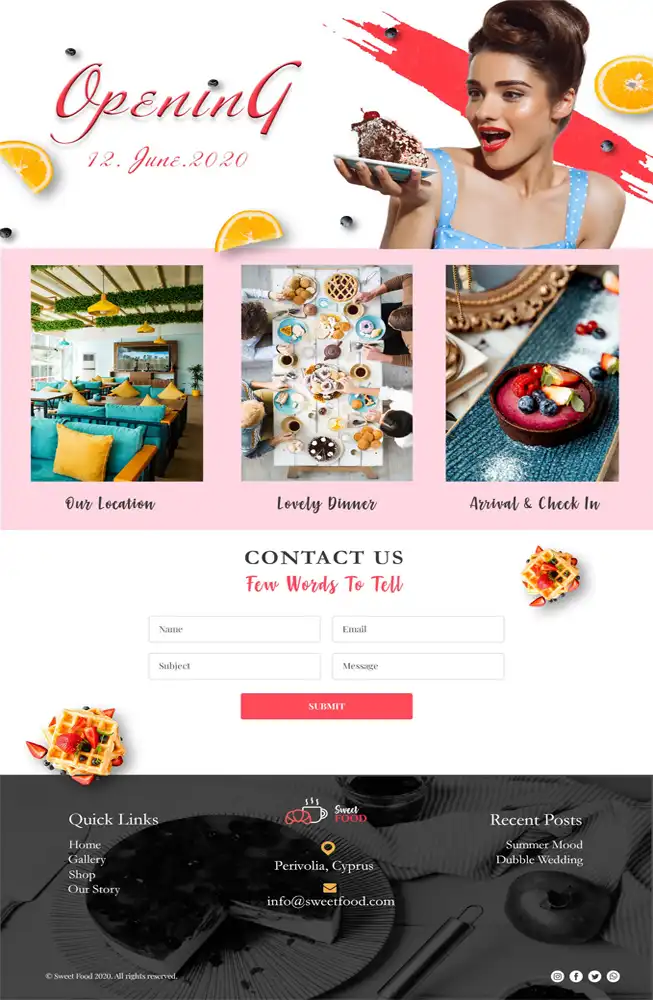 OpeninG
12.June.2020
Our Location
Lovely Dinner
Arrival & Check In
CONTACT US
Few Words To Tell
Name
Email
Subject
Message
SUBMIT
Quick Links
Home
Gallery
Shop
Our Story
Sweet
FOOD
Perivolia, Cyprus
info@sweetfood.com
Recent Posts
Summer Mood
Dubble Wedding
© Sweet Food 2020. All rights reserved.